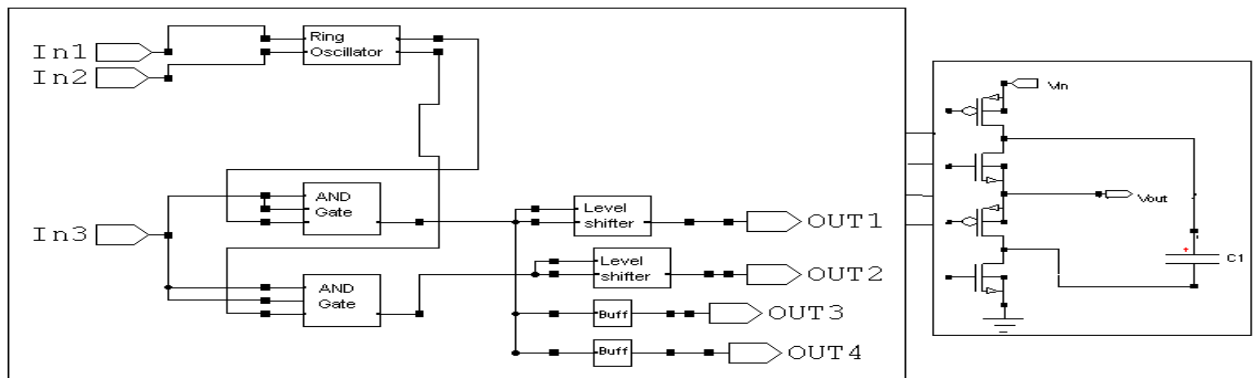 In1
In2
Ring
Oscillator
In3
AND
Gate
AND
Gate
Level
shifter
Level
shifter
Buff
Buff
OUT1
OUT2
OUT3
OUT4
Vin
Vout
C1